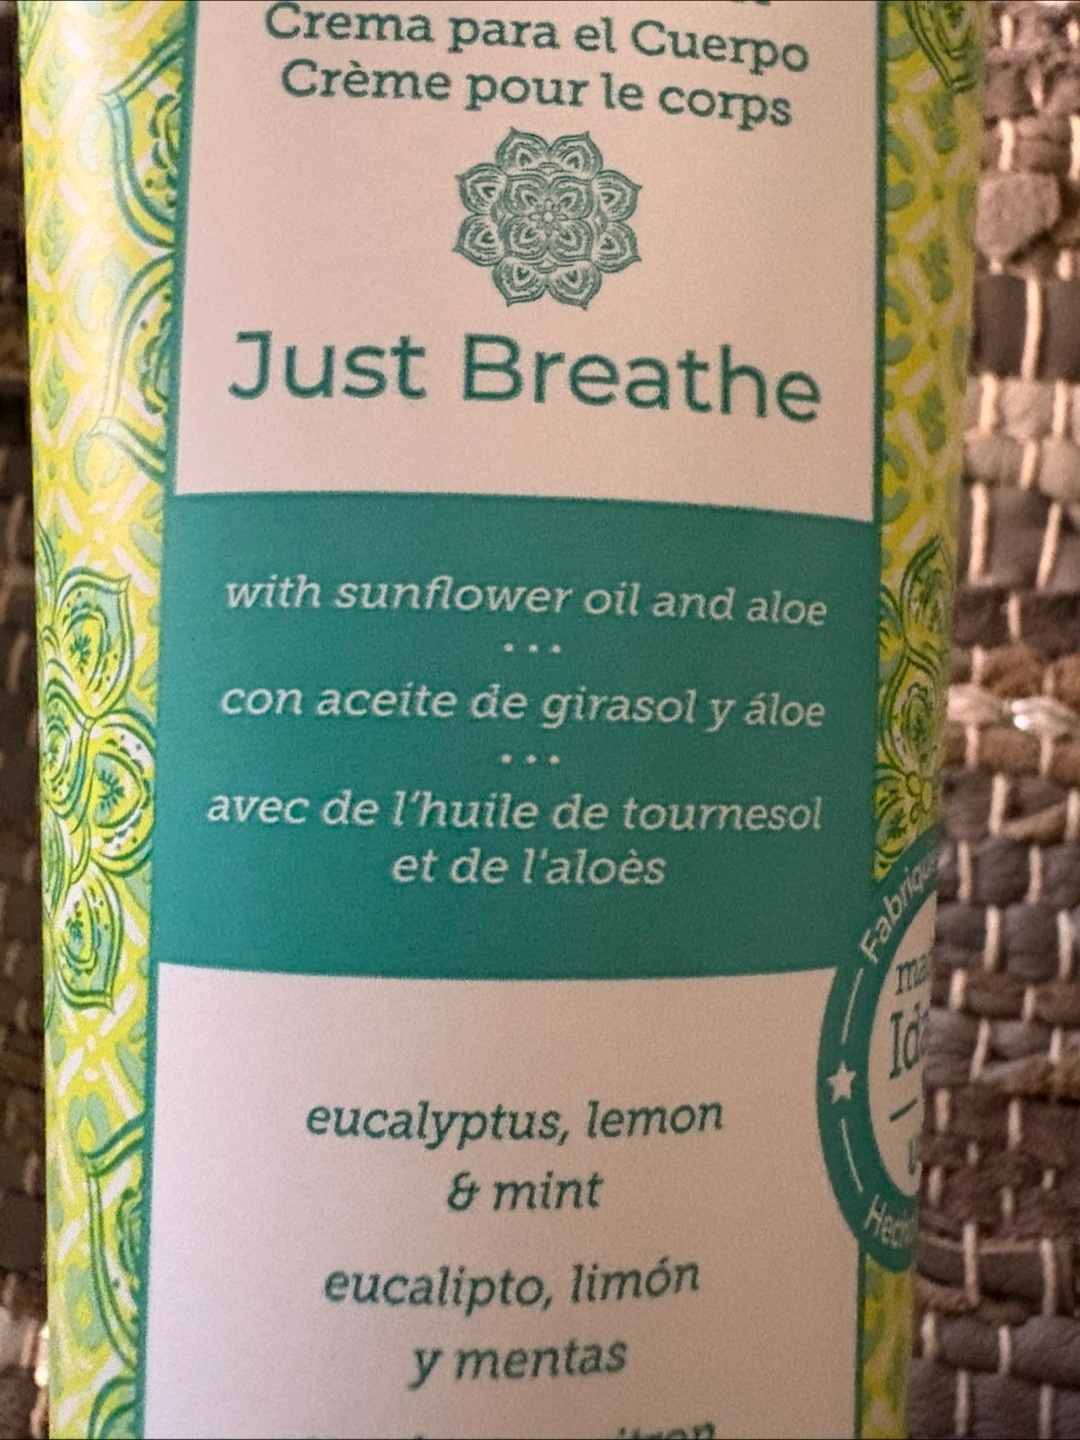 Crema para el Cuerpo
Crème pour le corps
Just Breathe
with sunflower oil and aloe
...
con aceite de girasol y áloe
...
avec de l'huile de tournesol
et de l'aloès
eucalyptus, lemon
& mint
eucalipto, limón
y mentas